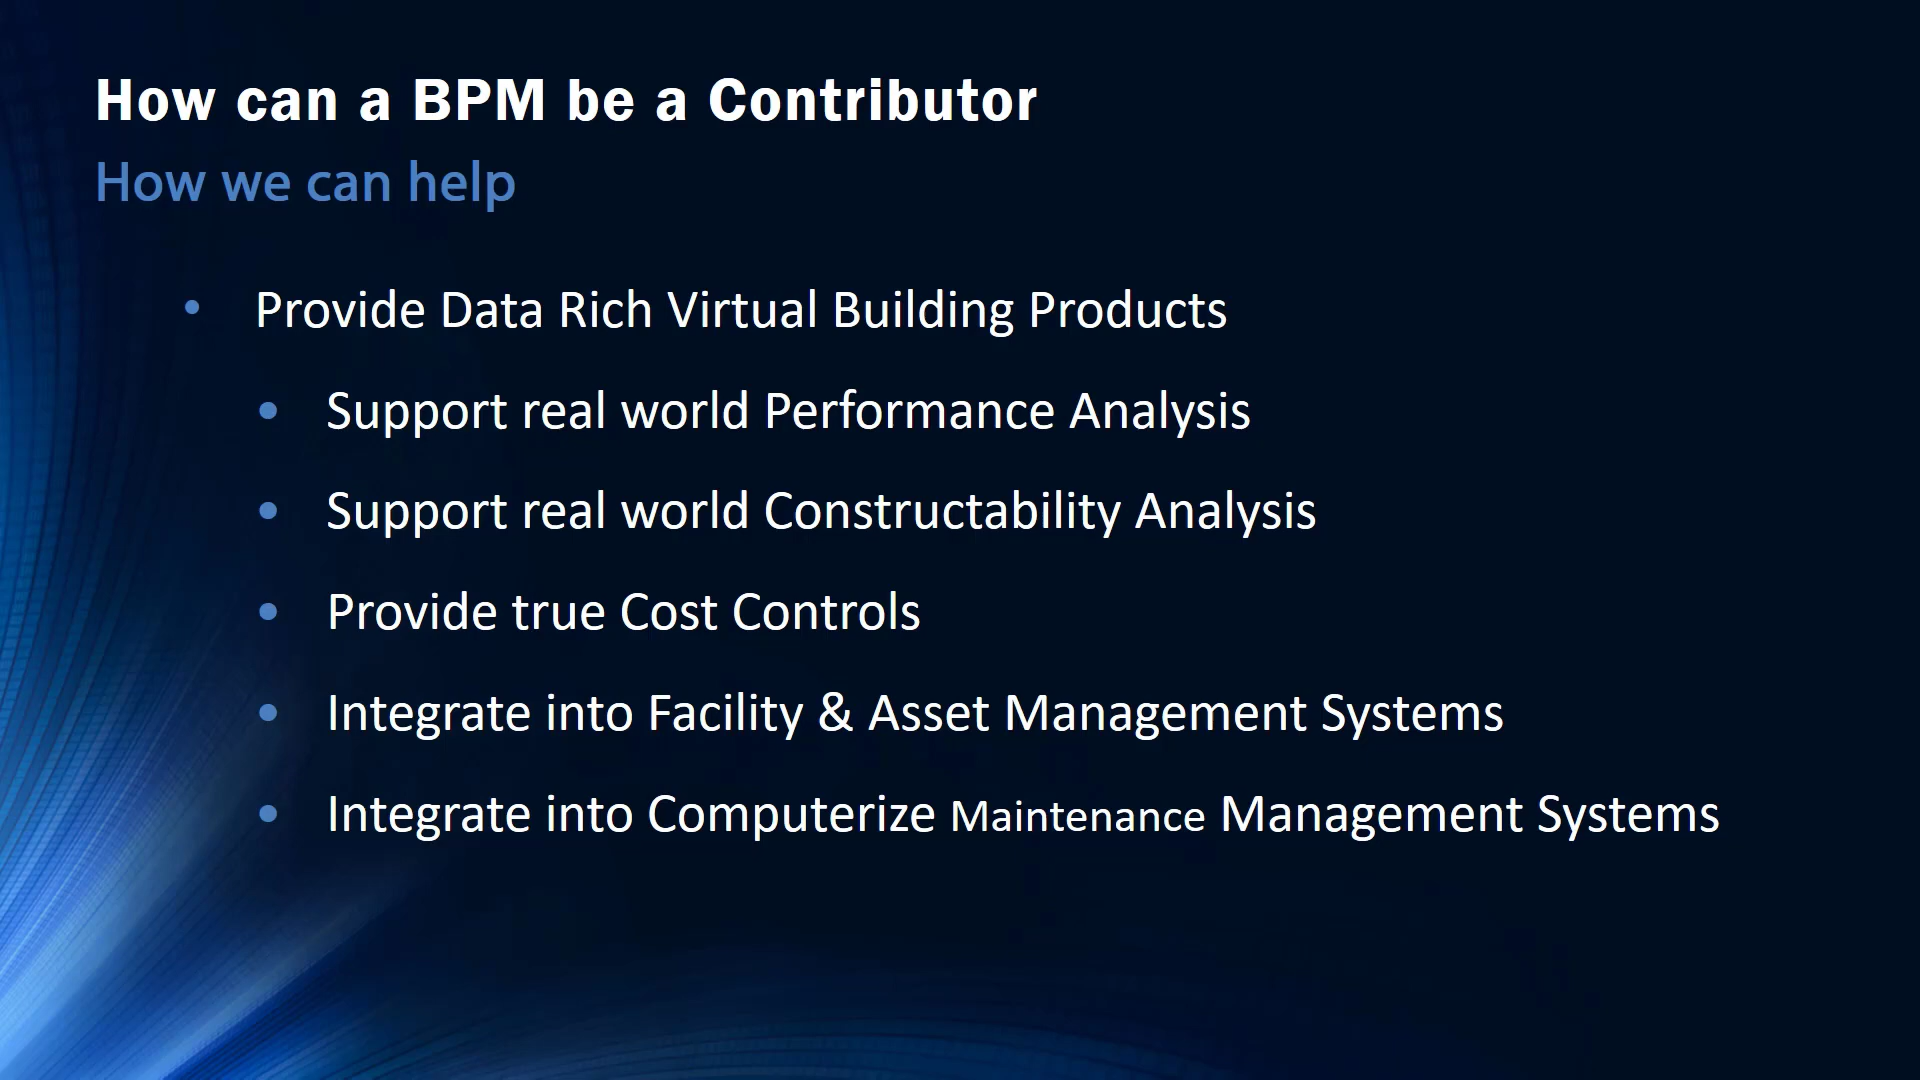 How can a BPM be a Contributor
How we can help
• Provide Data Rich Virtual Building Products
• Support real world Performance Analysis
• Support real world Constructability Analysis
• Provide true Cost Controls
• Integrate into Facility & Asset Management Systems
• Integrate into Computerize Maintenance Management Systems